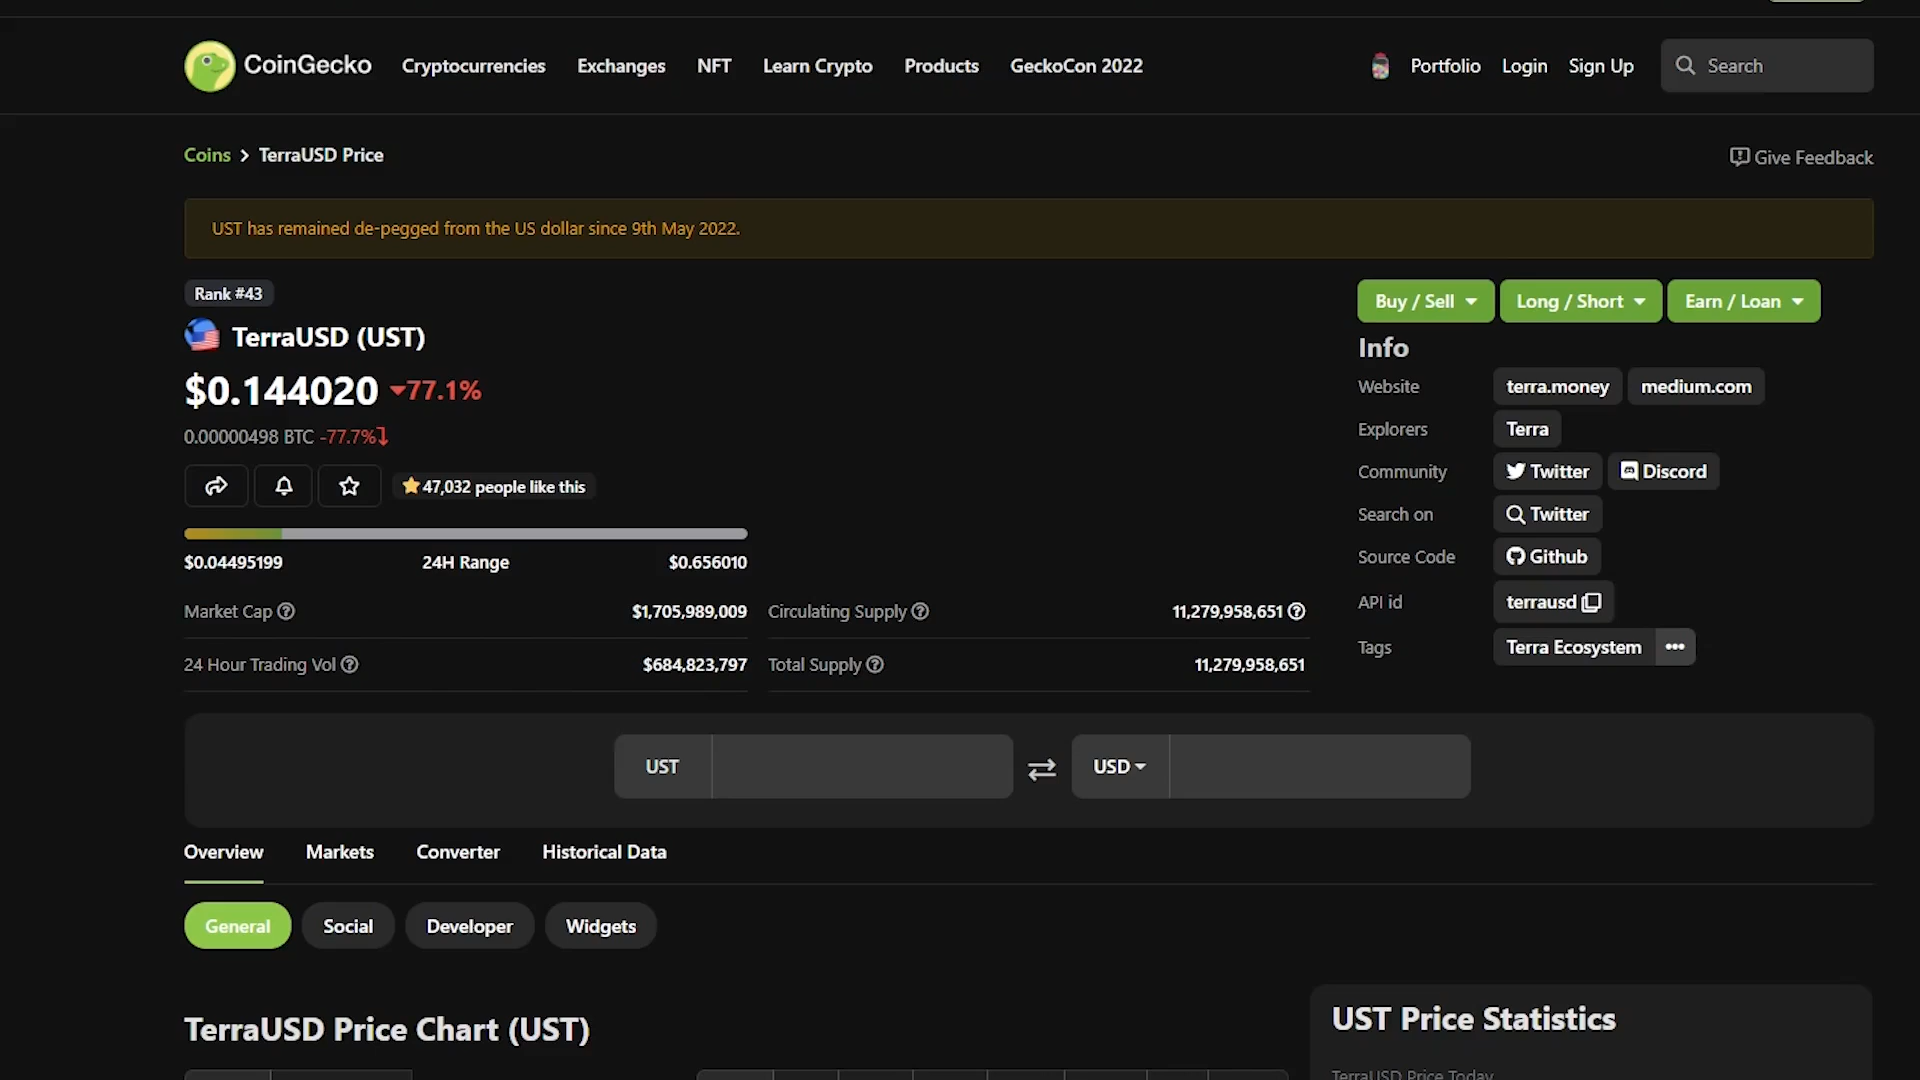 CoinGecko Cryptocurrencies Exchanges NFT Learn Crypto Products GeckoCon 2022 Portfolio Login Sign Up Search
Coins > TerraUSD Price
Give Feedback
UST has remained de-pegged from the US dollar since 9th May 2022.
Rank #43
TerraUSD (UST)
$0.144020 77.1%
0.00000498 BTC -77.7%
47,032 people like this
$0.04495199 24H Range $0.656010
Market Cap $1,705,989,009
Circulating Supply 11,279,958,651
24 Hour Trading Vol $684,823,797
Total Supply 11,279,958,651
Buy / Sell Long / Short Earn / Loan
Info
Website terra.money medium.com
Explorers Terra
Community Twitter Discord
Search on Twitter
Source Code Github
API id terrausd
Tags Terra Ecosystem •••
UST USD
Overview Markets Converter Historical Data
General Social Developer Widgets
TerraUSD Price Chart (UST)
UST Price Statistics
TerraUSD Price Today